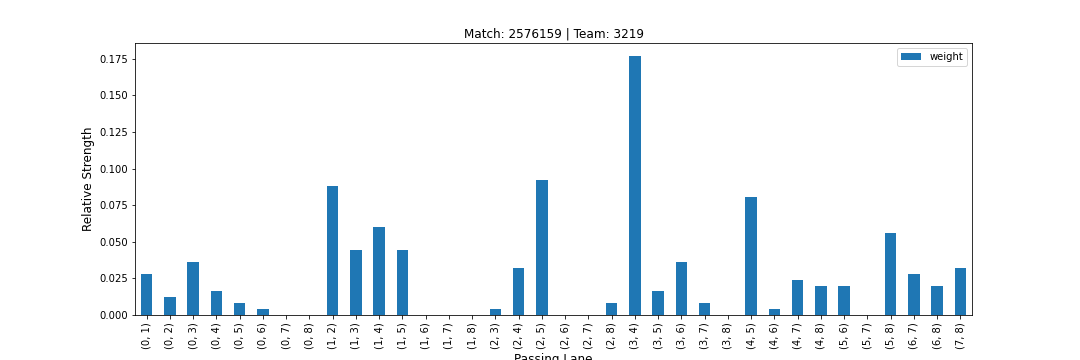 Match: 2576159 | Team: 3219
weight
Relative Strength
0.175
0.150
0.125
0.100
0.075
0.050
0.025
0.000
(0, 1) (0, 2) (0, 3) (0, 4) (0, 5) (0, 6) (0, 7) (0, 8) (1, 2) (1, 3) (1, 4) (1, 5) (1, 6) (1, 7) (1, 8) (2, 3) (2, 4) (2, 5) (2, 6) (2, 7) (2, 8) (3, 4) (3, 5) (3, 6) (3, 7) (3, 8) (4, 5) (4, 6) (4, 7) (4, 8) (5, 6) (5, 7) (5, 8) (6, 7) (6, 8) (7, 8)
Passing Lane